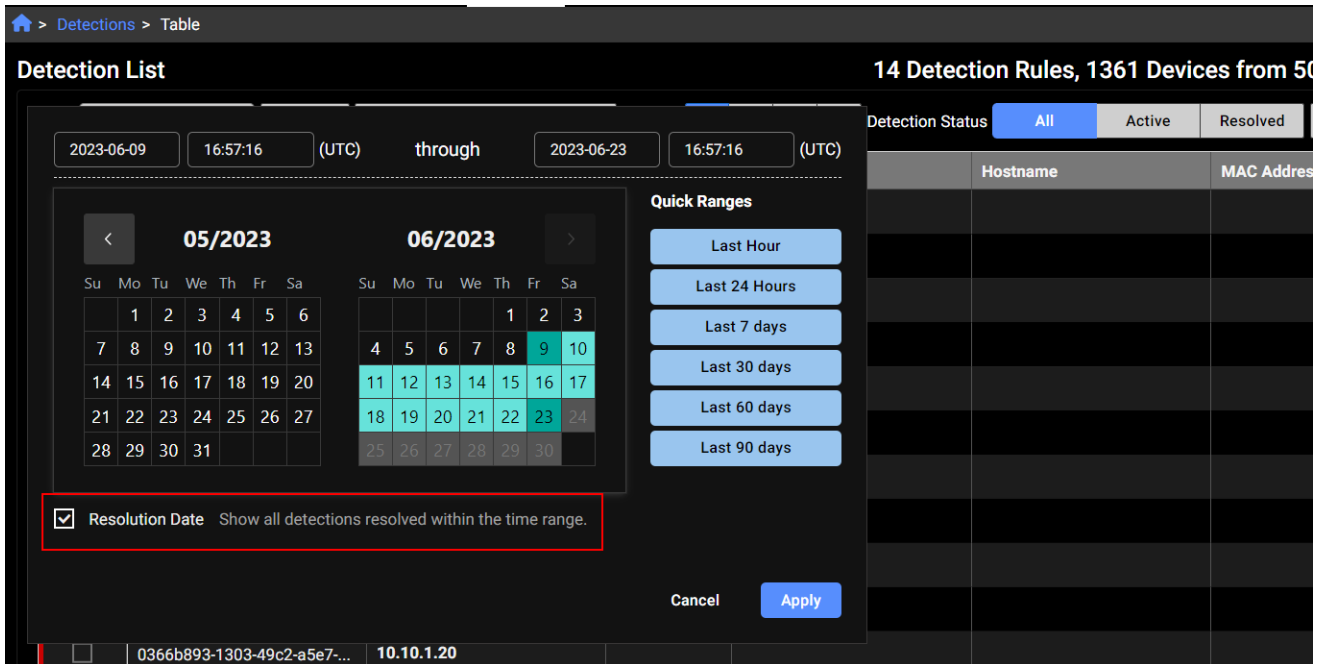 > Detections > Table
Detection List
14 Detection Rules, 1361 Devices from 50
2023-06-09 16:57:16 (UTC) through 2023-06-23 16:57:16 (UTC)
Detection Status All Active Resolved
Hostname MAC Addres
Quick Ranges
Last Hour
Last 24 Hours
Last 7 days
Last 30 days
Last 60 days
Last 90 days
< 05/2023 06/2023 >
Su Mo Tu We Th Fr Sa Su Mo Tu We Th Fr Sa
1 2 3 4 5 6 1 2 3
7 8 9 10 11 12 13 4 5 6 7 8 9 10
14 15 16 17 18 19 20 11 12 13 14 15 16 17
21 22 23 24 25 26 27 18 19 20 21 22 23 24
28 29 30 31 25 26 27 28 29 30
Resolution Date Show all detections resolved within the time range.
Cancel Apply
0366b893-1303-49c2-a5e7-... 10.10.1.20